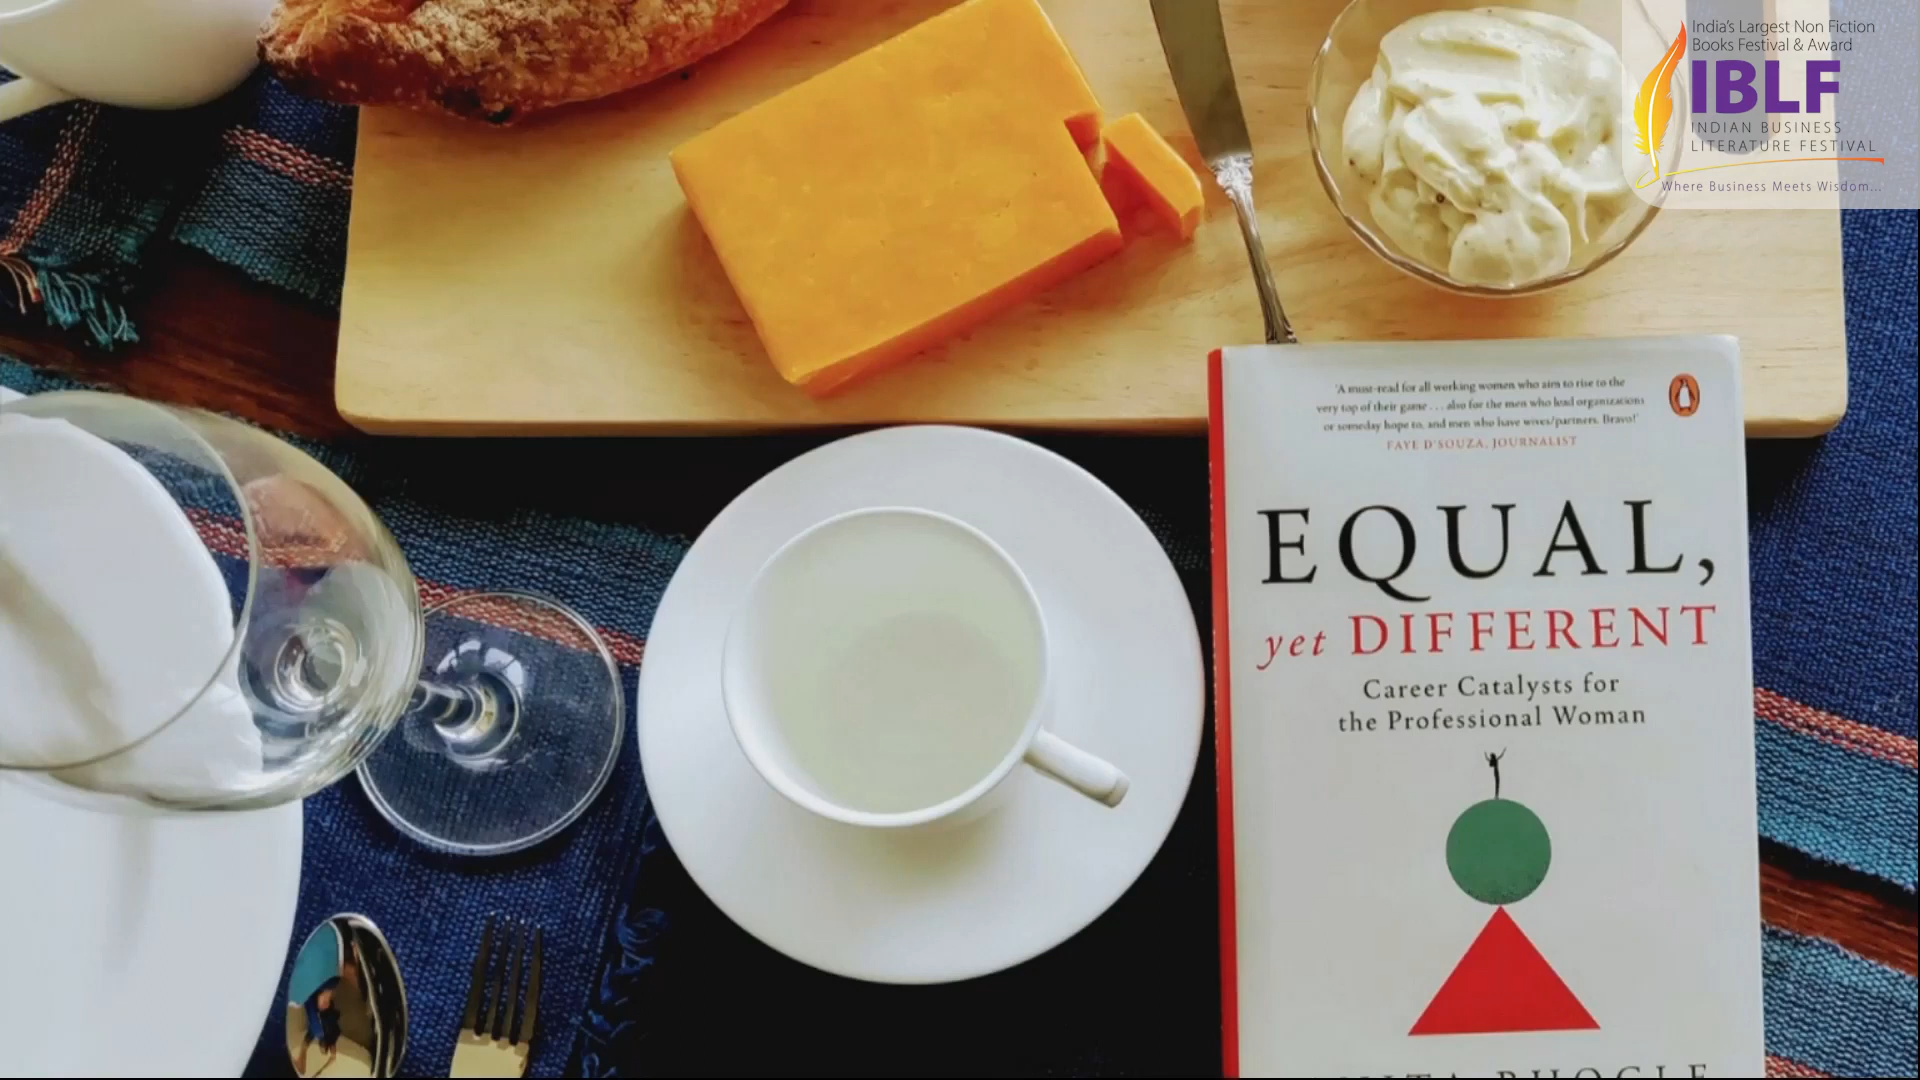 India's Largest Non Fiction
Books Festival & Award
IBLF
INDIAN BUSINESS
LITERATURE FESTIVAL
Where Business Meets Wisdom...
'A must-read for all working women who aim to rise to the
very top of their game . . . also for the men who lead organizations
or someday hope to, and men who have wives/partners. Bravo!'
FAYE D'SOUZA, JOURNALIST
EQUAL,
yet DIFFERENT
Career Catalysts for
the Professional Woman